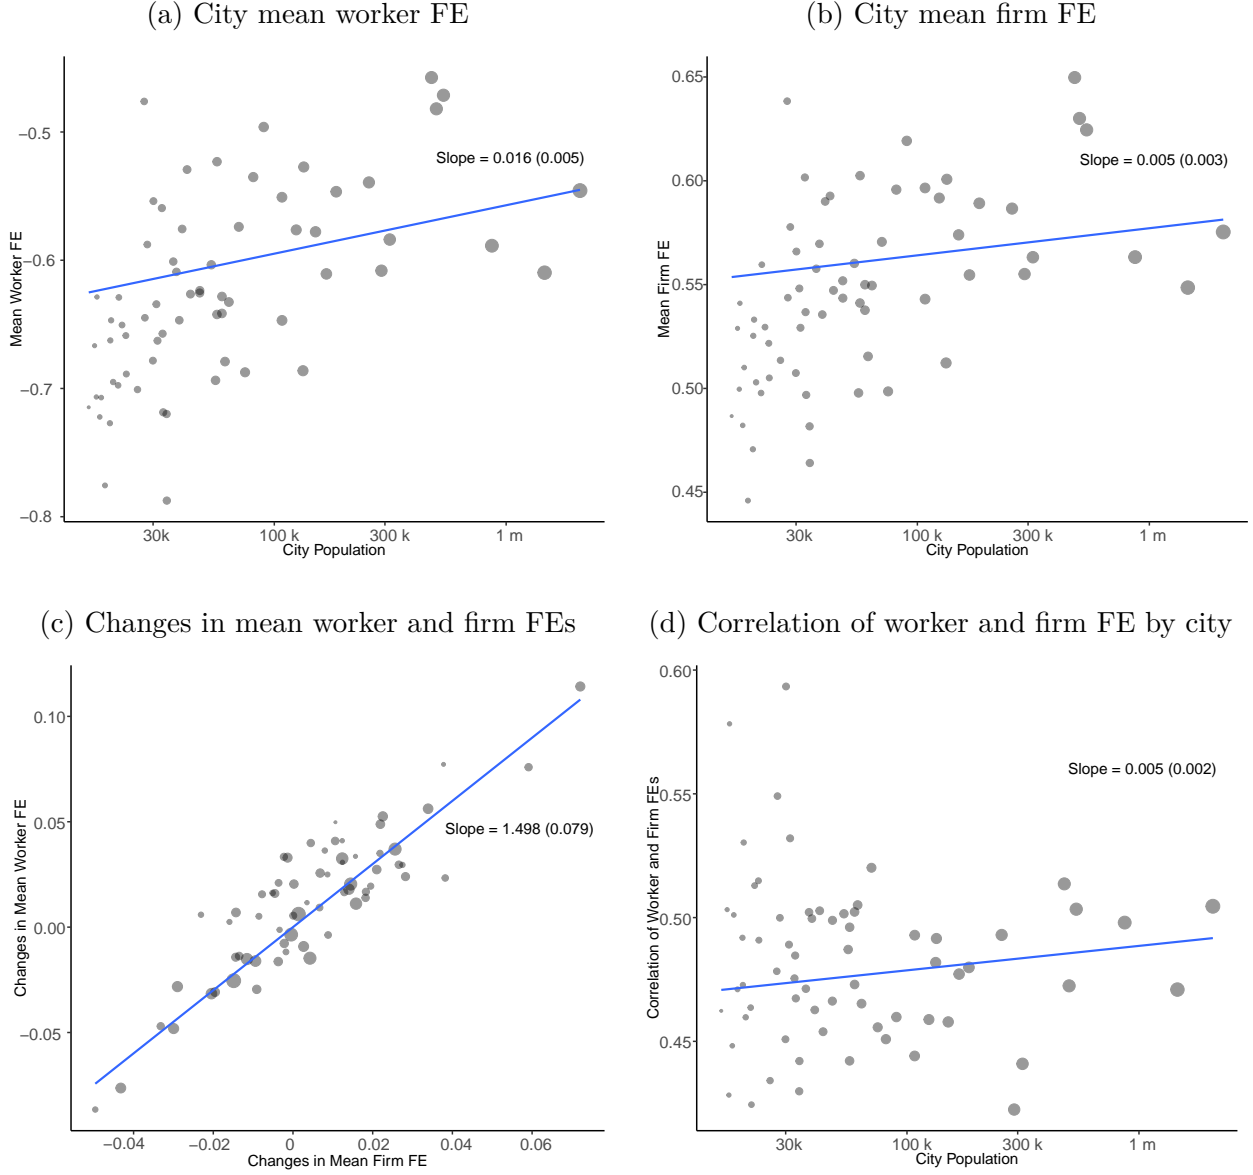 (a) City mean worker FE
−0.5
−0.6
−0.7
−0.8
Mean Worker FE
Slope = 0.016 (0.005)
30k
100 k
300 k
1 m
City Population
(b) City mean firm FE
0.65
0.60
0.55
0.50
0.45
Mean Firm FE
Slope = 0.005 (0.003)
30k
100 k
300 k
1 m
City Population
(c) Changes in mean worker and firm FEs
0.10
0.05
0.00
−0.05
Changes in Mean Worker FE
Slope = 1.498 (0.079)
−0.04
−0.02
0
0.02
0.04
0.06
Changes in Mean Firm FE
(d) Correlation of worker and firm FE by city
0.60
0.55
0.50
0.45
Correlation of Worker and Firm FEs
Slope = 0.005 (0.002)
30k
100 k
300 k
1 m
City Population